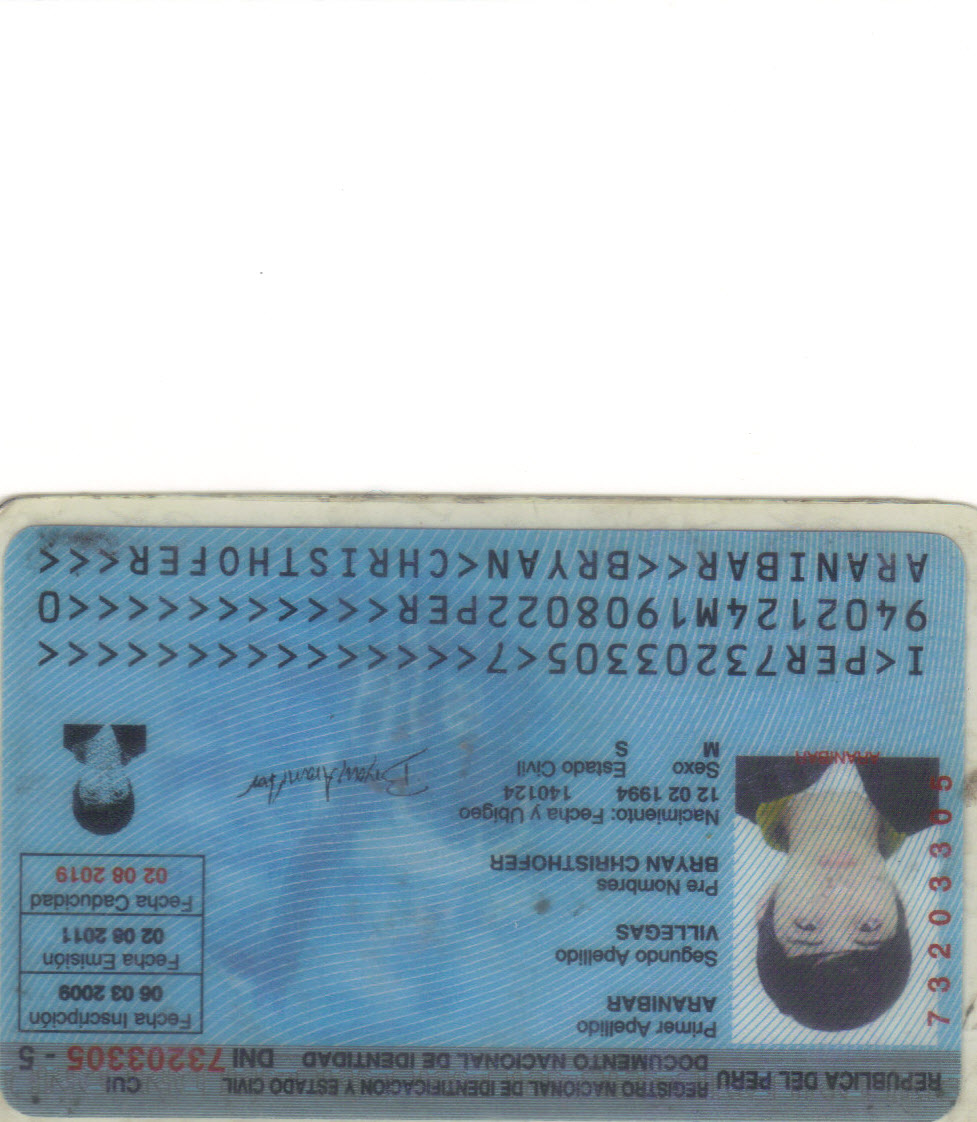 REPUBLICA DEL PERU
REGISTRO NACIONAL DE IDENTIFICACION Y ESTADO CIVIL
CUI
DOCUMENTO NACIONAL DE IDENTIDAD DNI 73203305 - 5
Primer Apellido
ARANIBAR
Segundo Apellido
VILLEGAS
Pre Nombres
BRYAN CHRISTHOFER
Nacimiento: Fecha y Ubigeo
12 02 1994 140124
Sexo Estado Civil
M S
Fecha Inscripción
06 03 2009
Fecha Emisión
02 08 2011
Fecha Caducidad
02 08 2019
73203305
ARANIBAR
Bryan Aranibar
I<PER73203305<7<<<<<<<<<<<<<<<
9402124M1908022PER<<<<<<<<<<<0
ARANIBAR<<BRYAN<CHRISTHOFER<<<